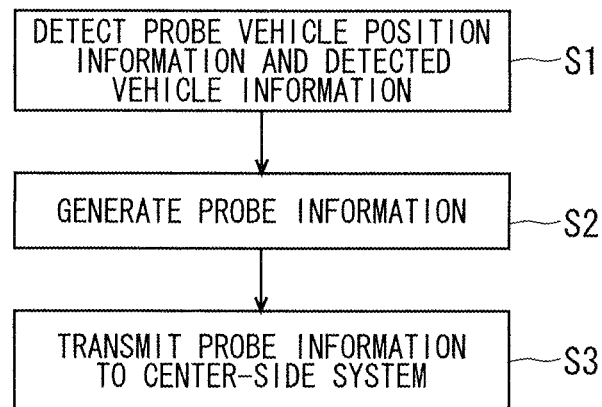 DETECT PROBE VEHICLE POSITION
INFORMATION AND DETECTED
VEHICLE INFORMATION
S1
GENERATE PROBE INFORMATION
S2
TRANSMIT PROBE INFORMATION
TO CENTER-SIDE SYSTEM
S3